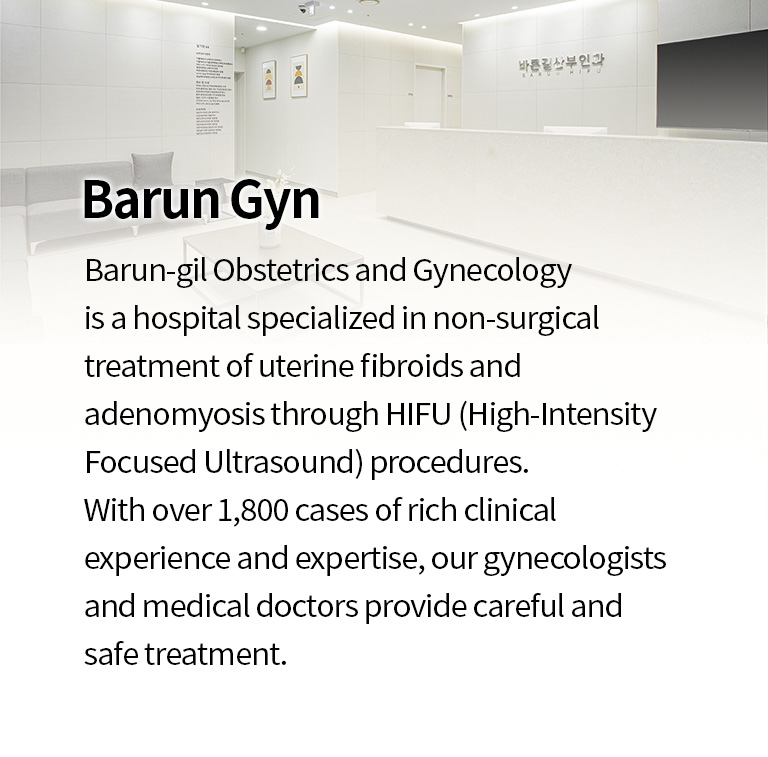 바른길산부인과
BARUN HIFU
Barun Gyn
Barun-gil Obstetrics and Gynecology
is a hospital specialized in non-surgical
treatment of uterine fibroids and
adenomyosis through HIFU (High-Intensity
Focused Ultrasound) procedures.
With over 1,800 cases of rich clinical
experience and expertise, our gynecologists
and medical doctors provide careful and
safe treatment.